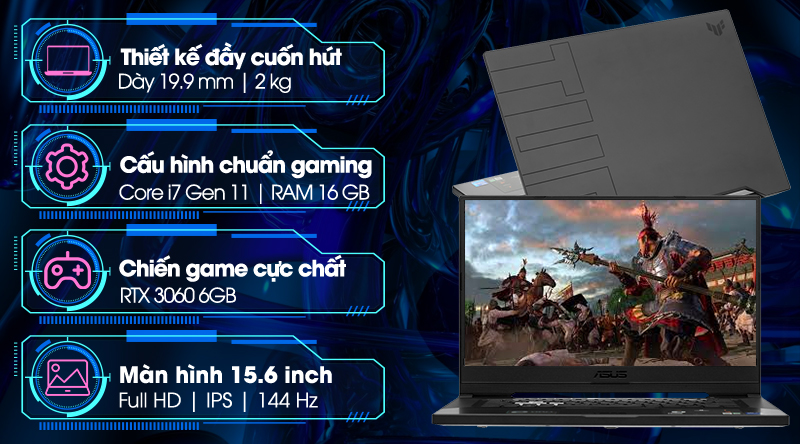 Thiết kế đầy cuốn hút
Dày 19.9 mm | 2 kg
Cấu hình chuẩn gaming
Core i7 Gen 11 | RAM 16 GB
Chiến game cực chất
RTX 3060 6GB
Màn hình 15.6 inch
Full HD | IPS | 144 Hz
TUF
ASUS